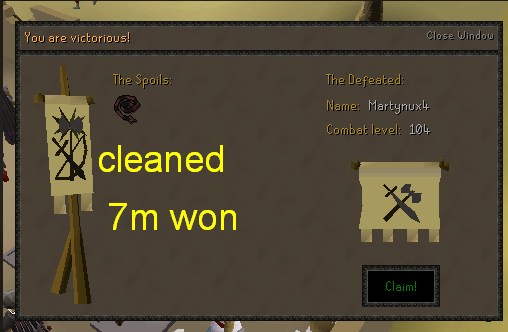 You are victorious!
Close Window
The Spoils:
The Defeated:
Name: Martynux4
Combat level: 104
cleaned
7m won
Claim!